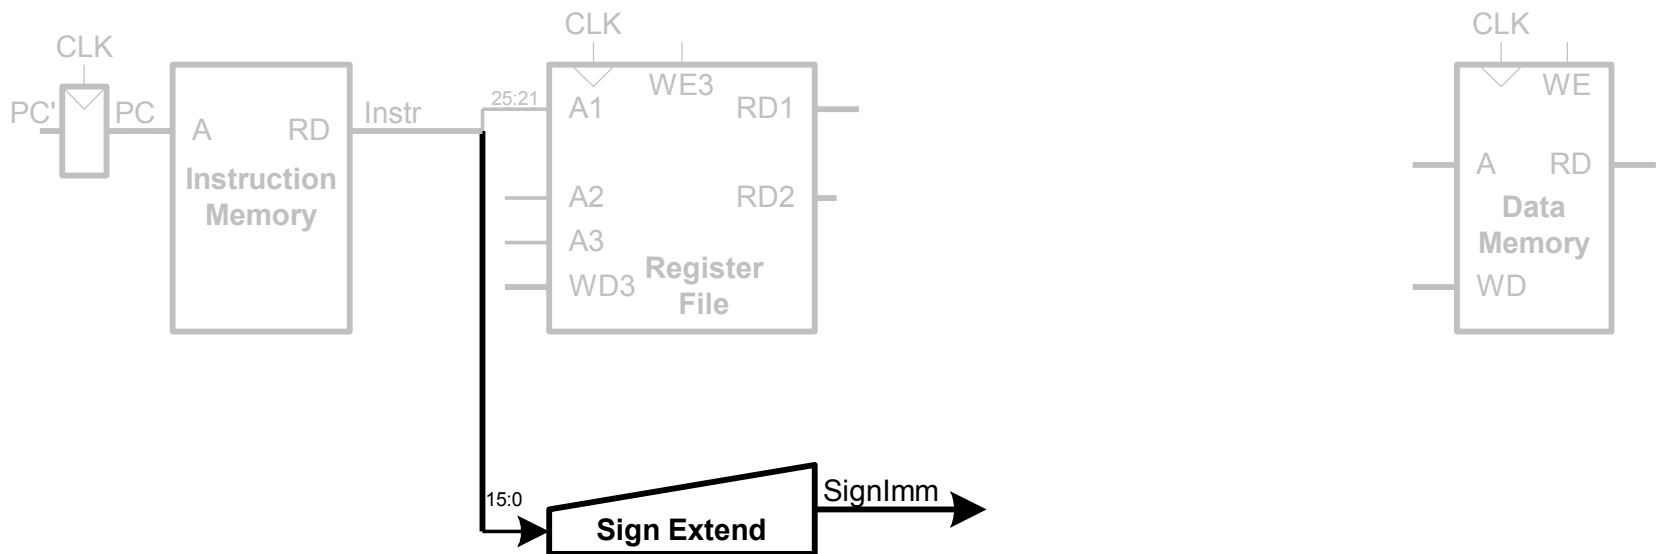 CLK
CLK
CLK
PC'
PC
A
RD
Instruction
Memory
Instr
25:21
A1
WE3
RD1
A2
RD2
A3
WD3
Register
File
WE
A
RD
Data
Memory
WD
15:0
Sign Extend
SignImm